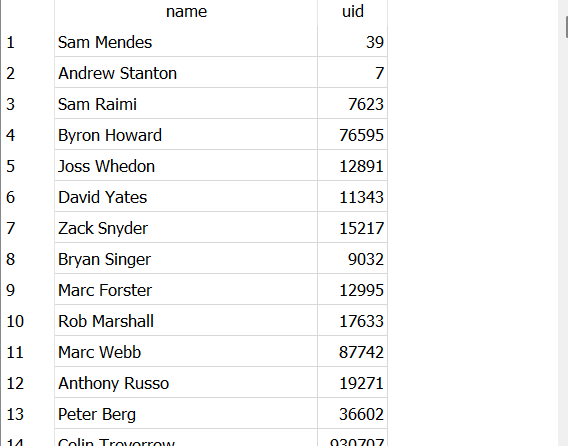 name uid
1 Sam Mendes 39
2 Andrew Stanton 7
3 Sam Raimi 7623
4 Byron Howard 76595
5 Joss Whedon 12891
6 David Yates 11343
7 Zack Snyder 15217
8 Bryan Singer 9032
9 Marc Forster 12995
10 Rob Marshall 17633
11 Marc Webb 87742
12 Anthony Russo 19271
13 Peter Berg 36602
14 Colin Trevorrow 930707